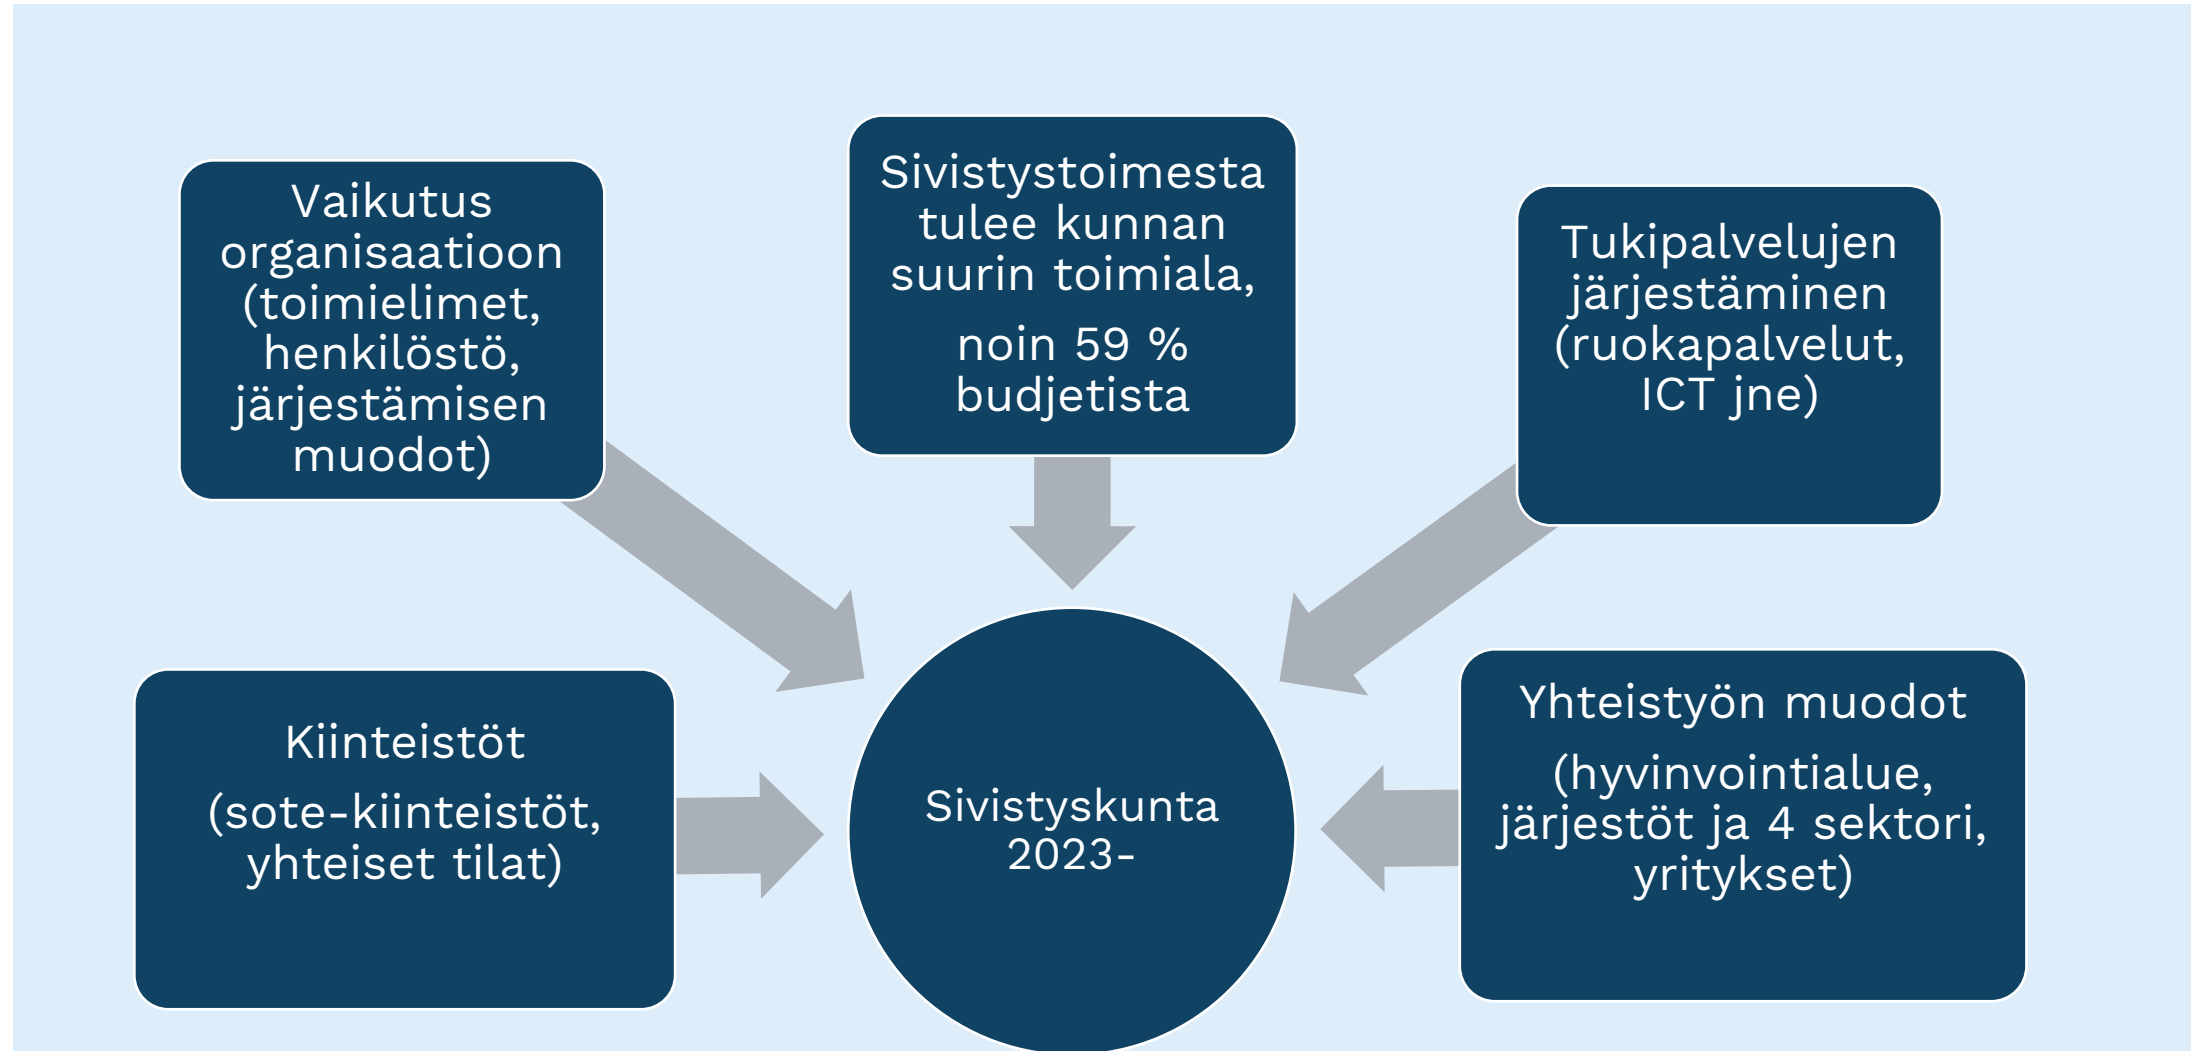 Vaikutus
organisaatioon
(toimielimet,
henkilöstö,
järjestämisen
muodot)
Sivistystoimesta
tulee kunnan
suurin toimiala,
noin 59 %
budjetista
Tukipalvelujen
järjestäminen
(ruokapalvelut,
ICT jne)
Kiinteistöt
(sote-kiinteistöt,
yhteiset tilat)
Sivistyskunta
2023-
Yhteistyön muodot
(hyvinvointialue,
järjestöt ja 4 sektori,
yritykset)